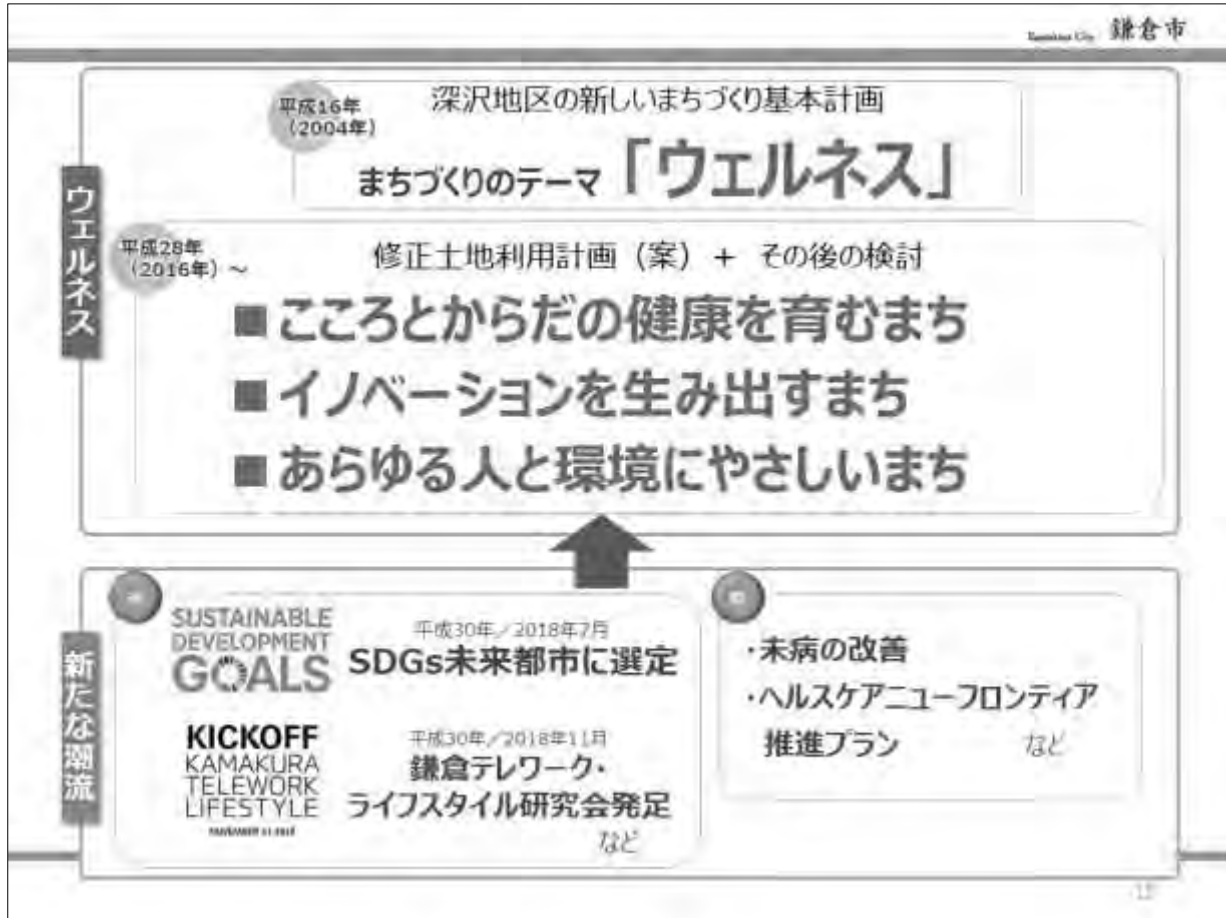 鎌倉市
ウェルネス
平成16年
（2004年）
深沢地区の新しいまちづくり基本計画
まちづくりのテーマ「ウェルネス」
平成28年
（2016年）～
修正土地利用計画（案）＋ その後の検討
■こころとからだの健康を育むまち
■イノベーションを生み出すまち
■あらゆる人と環境にやさしいまち
新たな潮流
SUSTAINABLE
DEVELOPMENT
GOALS
平成30年／2018年7月
SDGs未来都市に選定
KICKOFF
KAMAKURA
TELEWORK
LIFESTYLE
平成30年／2018年11月
鎌倉テレワーク・
ライフスタイル研究会発足
など
・未病の改善
・ヘルスケアニューフロンティア
推進プラン など